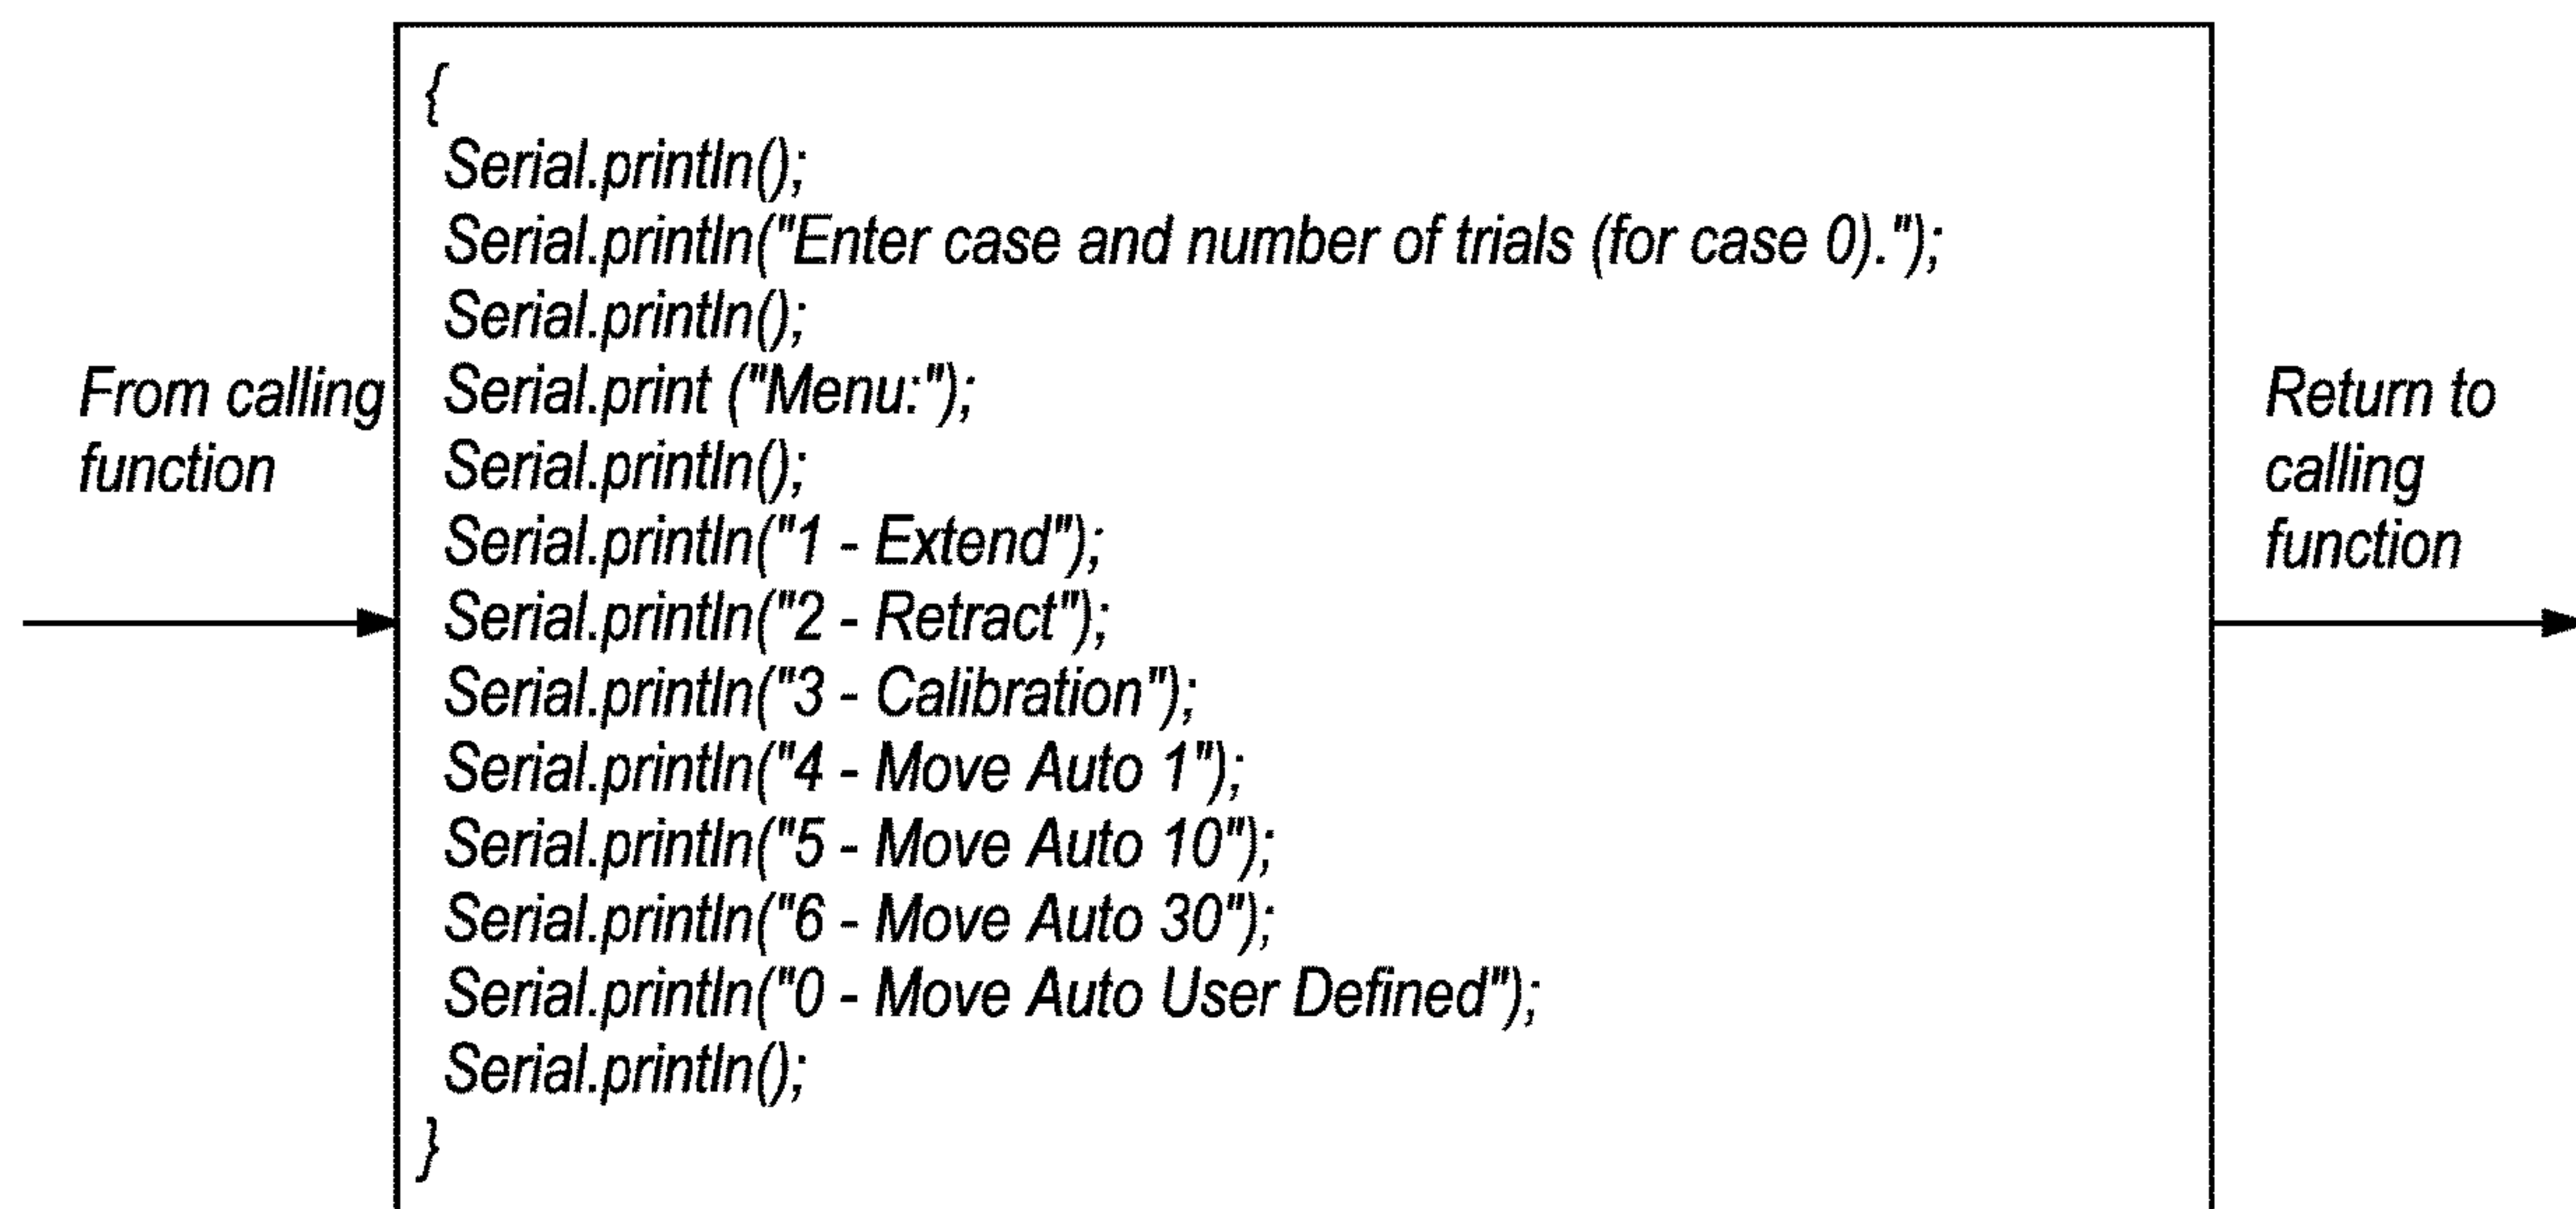 From calling
function
{
Serial.println();
Serial.println("Enter case and number of trials (for case 0).");
Serial.println();
Serial.print ("Menu:");
Serial.println();
Serial.println("1 - Extend");
Serial.println("2 - Retract");
Serial.println("3 - Calibration");
Serial.println("4 - Move Auto 1");
Serial.println("5 - Move Auto 10");
Serial.println("6 - Move Auto 30");
Serial.println("0 - Move Auto User Defined");
Serial.println();
}
Return to
calling
function